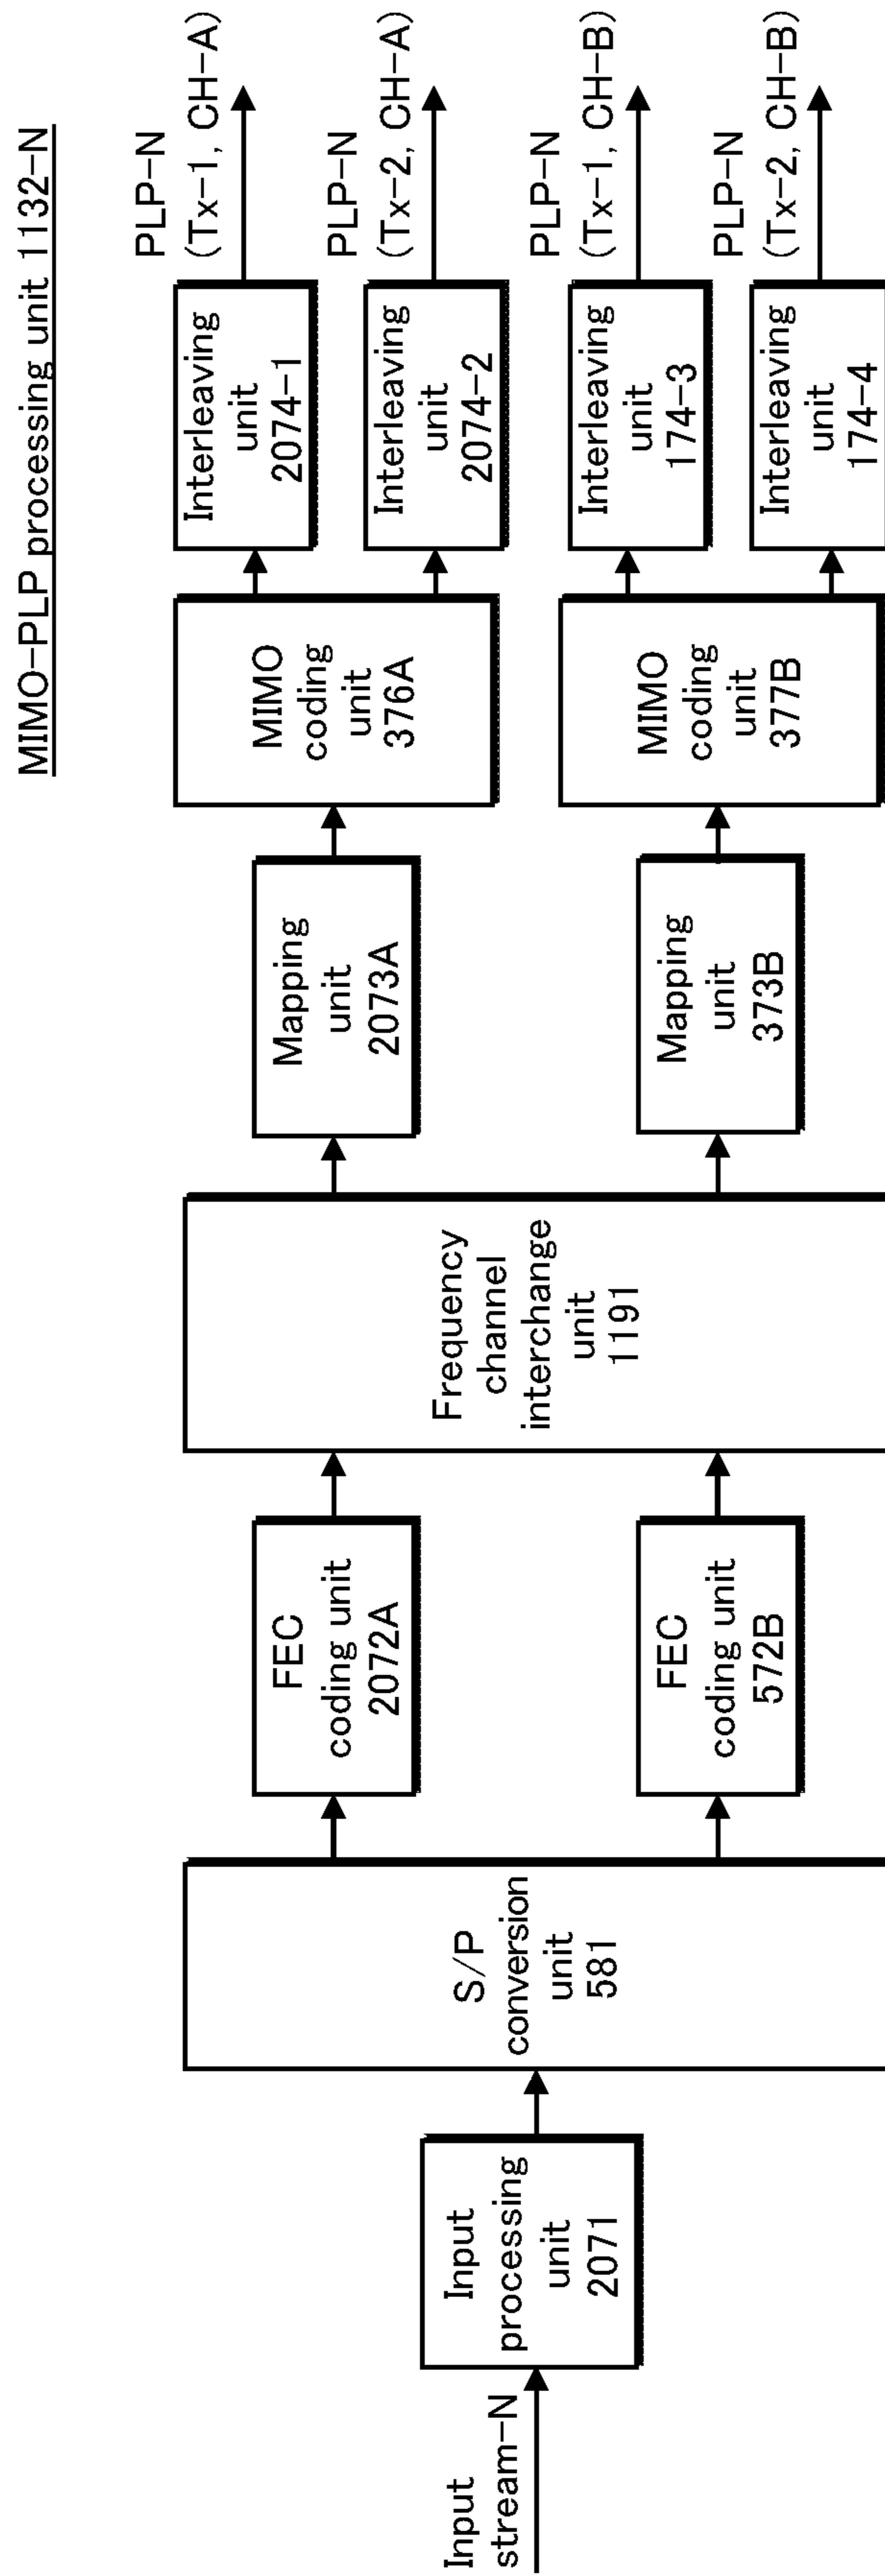 MIMO-PLP processing unit 1132-N
Input
stream-N
Input
processing
unit
2071
S/P
conversion
unit
581
FEC
coding unit
2072A
FEC
coding unit
572B
Frequency
channel
interchange
unit
1191
Mapping
unit
2073A
Mapping
unit
373B
MIMO
coding
unit
376A
MIMO
coding
unit
377B
Interleaving
unit
2074-1
Interleaving
unit
2074-2
Interleaving
unit
174-3
Interleaving
unit
174-4
PLP-N
(Tx-1, CH-A)
PLP-N
(Tx-2, CH-A)
PLP-N
(Tx-1, CH-B)
PLP-N
(Tx-2, CH-B)